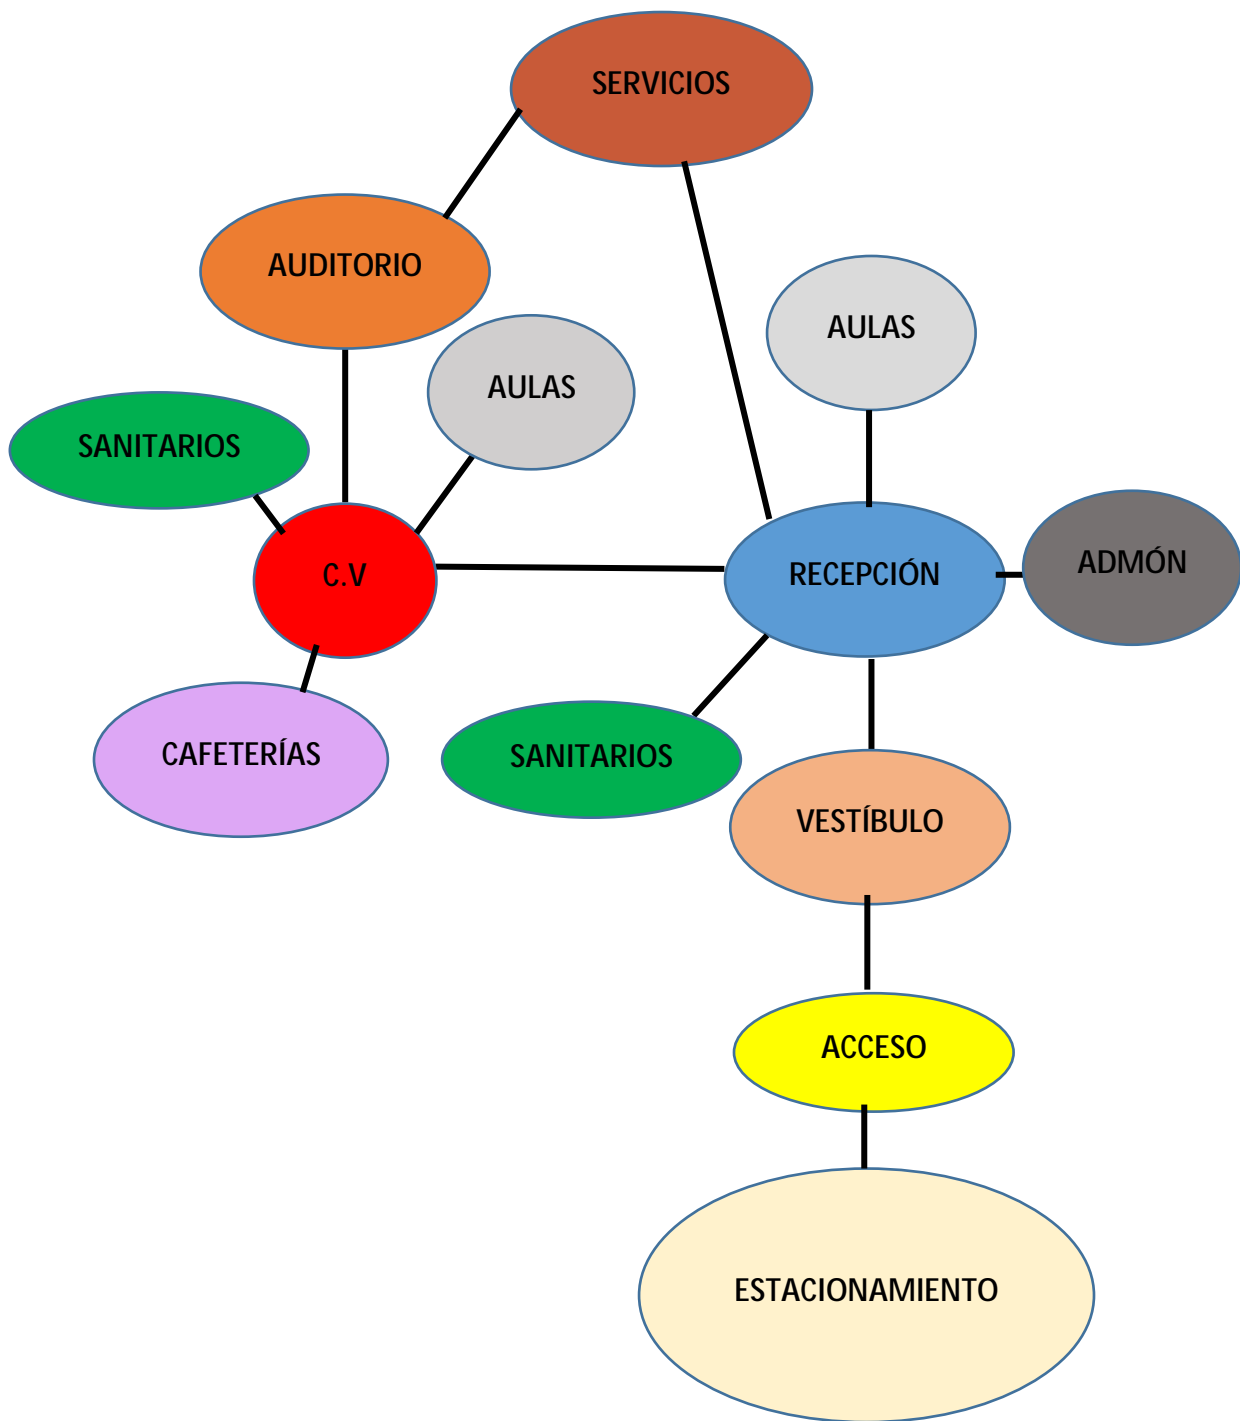 SERVICIOS
AUDITORIO
AULAS
AULAS
SANITARIOS
C.V
RECEPCIÓN
ADMÓN
CAFETERÍAS
SANITARIOS
VESTÍBULO
ACCESO
ESTACIONAMIENTO